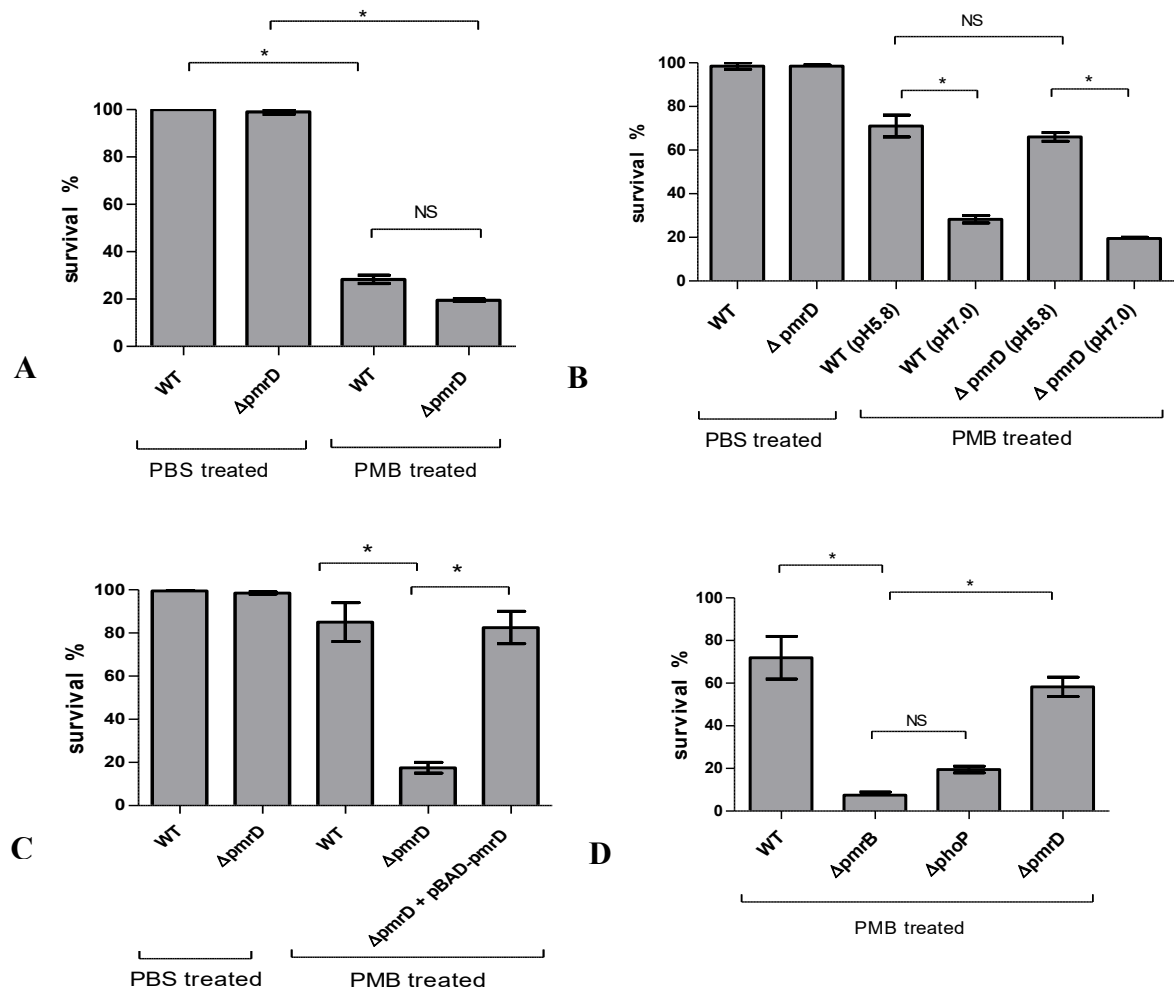 *
*
NS
survival %
100
80
60
40
20
0
WT
ΔpmrD
WT
ΔpmrD
PBS treated
PMB treated
A
NS
*
*
survival %
100
80
60
40
20
0
WT
Δ pmrD
WT (pH5.8)
WT (pH7.0)
Δ pmrD (pH5.8)
Δ pmrD (pH7.0)
PBS treated
PMB treated
B
*
*
survival %
100
80
60
40
20
0
WT
ΔpmrD
WT
ΔpmrD
ΔpmrD + pBAD-pmrD
PBS treated
PMB treated
C
*
*
NS
survival %
100
80
60
40
20
0
WT
ΔpmrB
ΔphoP
ΔpmrD
PMB treated
D